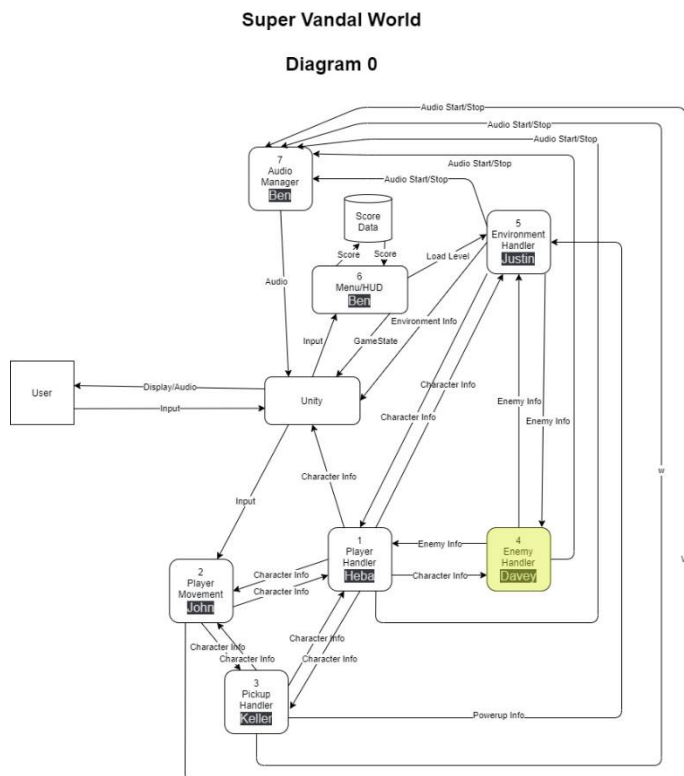 Super Vandal World
Diagram 0
Audio Start/Stop
Audio Start/Stop
Audio Start/Stop
7
Audio
Manager
Ben
Audio Start/Stop
Audio Start/Stop
Score
Data
5
Environment
Handler
Justin
Score
Score
Load Level
6
Menu/HUD
Ben
Audio
Environment Info
Input
GameState
User
Display/Audio
Input
Unity
Character Info
Character Info
Enemy Info
Enemy Info
Character Info
w
Input
1
Player
Handler
Heba
Enemy Info
Character Info
4
Enemy
Handler
Davey
2
Player
Movement
John
Character Info
Character Info
Character Info
Character Info
Character Info
Character Info
3
Pickup
Handler
Keller
Powerup Info